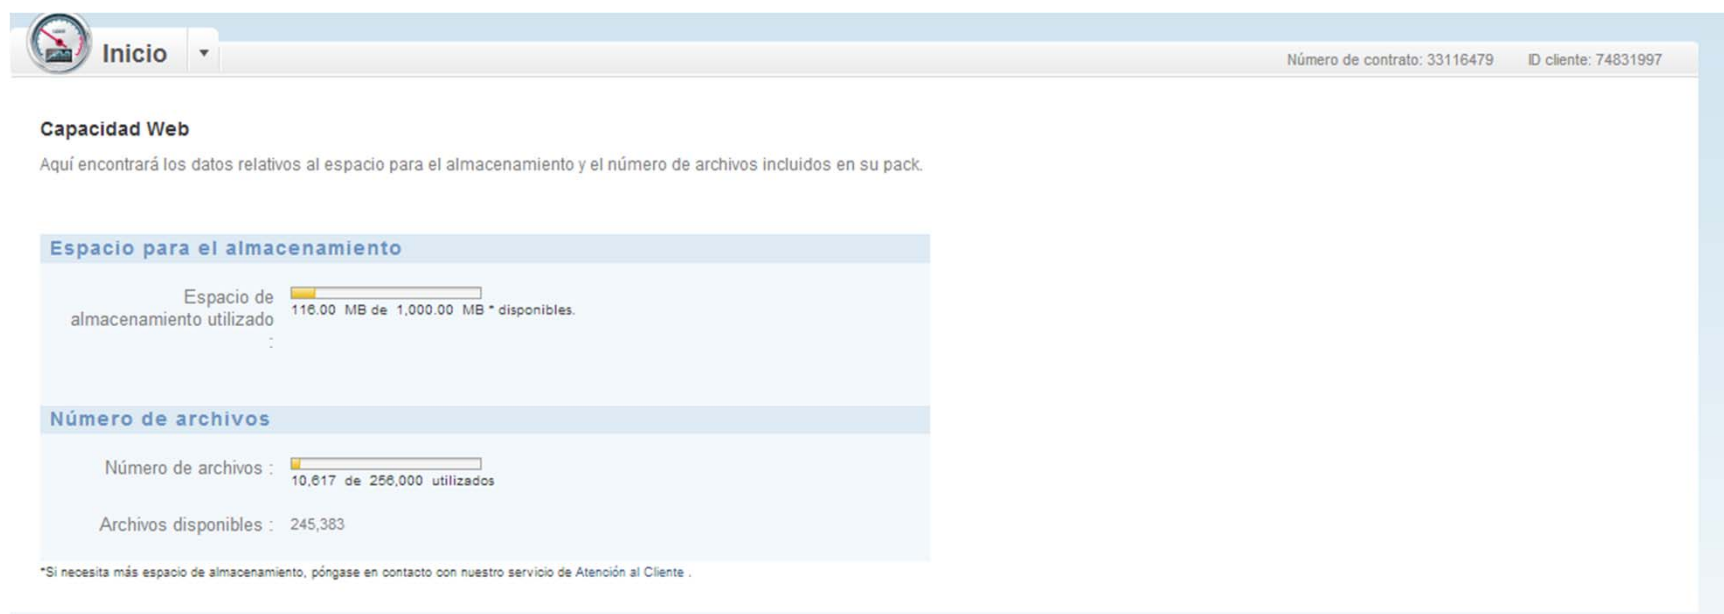 Inicio
Número de contrato: 33116479 ID cliente: 74831997
Capacidad Web
Aquí encontrará los datos relativos al espacio para el almacenamiento y el número de archivos incluidos en su pack.
Espacio para el almacenamiento
Espacio de
almacenamiento utilizado
:
116.00 MB de 1,000.00 MB * disponibles.
Número de archivos
Número de archivos :
10,617 de 256,000 utilizados
Archivos disponibles : 245,383
*Si necesita más espacio de almacenamiento, póngase en contacto con nuestro servicio de Atención al Cliente .